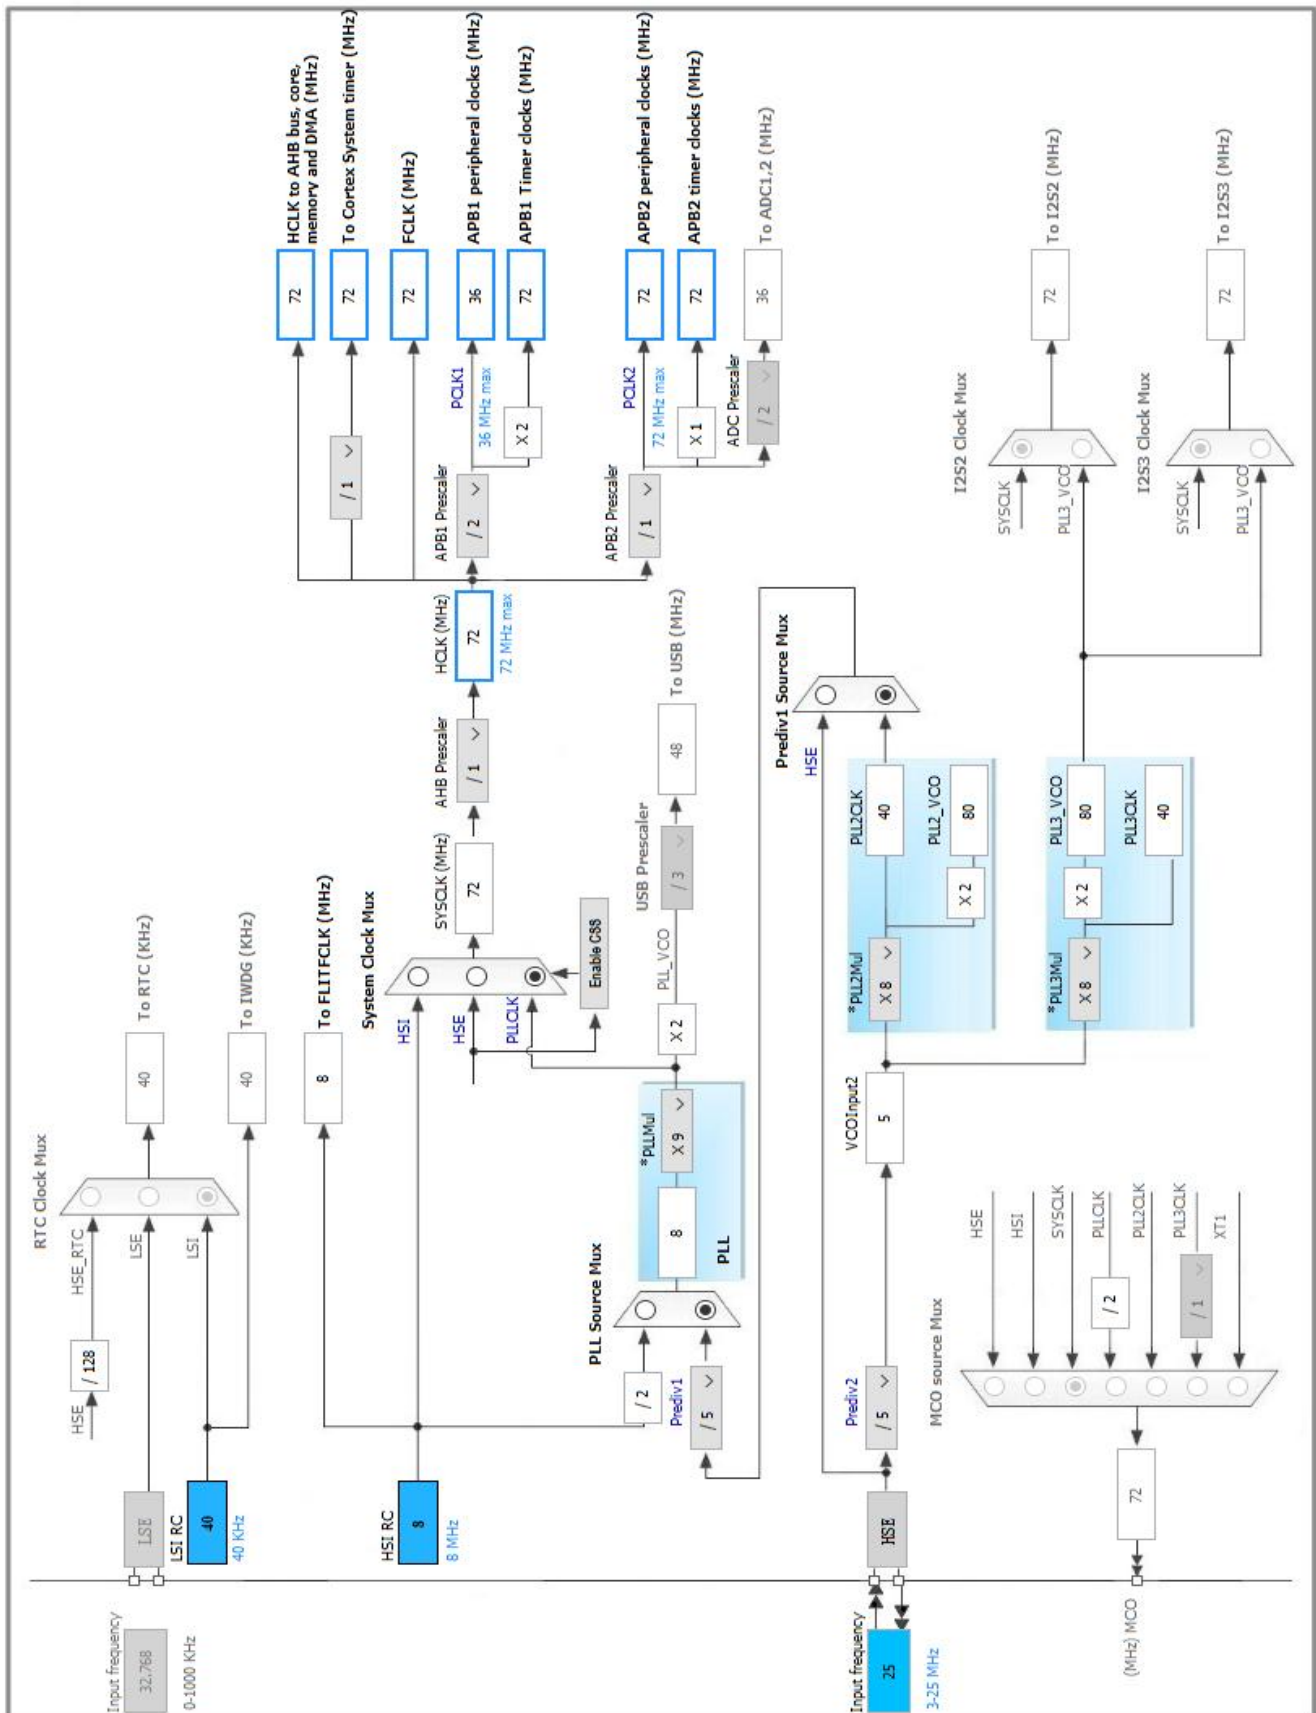 Input frequency
32.768
0-1000 KHz
LSE
LSI RC
40
40 KHz
HSE
/ 128
HSE_RTC
LSE
LSI
RTC Clock Mux
40
To RTC (KHz)
40
To IWDG (KHz)
HSI RC
8
8 MHz
8
To FLITFCLK (MHz)
System Clock Mux
HSI
HSE
PLLCLK
Enable CSS
SYSCLK (MHz)
72
AHB Prescaler
/ 1
HCLK (MHz)
72
72 MHz max
/ 1
72
HCLK to AHB bus, core,
memory and DMA (MHz)
72
To Cortex System timer (MHz)
72
FCLK (MHz)
APB1 Prescaler
/ 2
PCLK1
36 MHz max
36
APB1 peripheral clocks (MHz)
X 2
72
APB1 Timer clocks (MHz)
APB2 Prescaler
/ 1
PCLK2
72 MHz max
72
APB2 peripheral clocks (MHz)
X 1
72
APB2 timer clocks (MHz)
ADC Prescaler
/ 2
36
To ADC1,2 (MHz)
PLL Source Mux
/ 2
Prediv1
/ 5
8
*PLLMul
X 9
PLL
X 2
PLL_VCO
USB Prescaler
/ 3
48
To USB (MHz)
Prediv1 Source Mux
HSE
Input frequency
25
3-25 MHz
HSE
Prediv2
/ 5
VCOInput2
5
*PLL2Mul
X 8
PLL2CLK
40
X 2
PLL2_VCO
80
*PLL3Mul
X 8
X 2
PLL3_VCO
80
PLL3CLK
40
I2S2 Clock Mux
SYSCLK
PLL3_VCO
72
To I2S2 (MHz)
I2S3 Clock Mux
SYSCLK
PLL3_VCO
72
To I2S3 (MHz)
MCO source Mux
HSE
HSI
SYSCLK
PLLCLK
/ 2
PLL2CLK
PLL3CLK
/ 1
XT1
72
(MHz) MCO